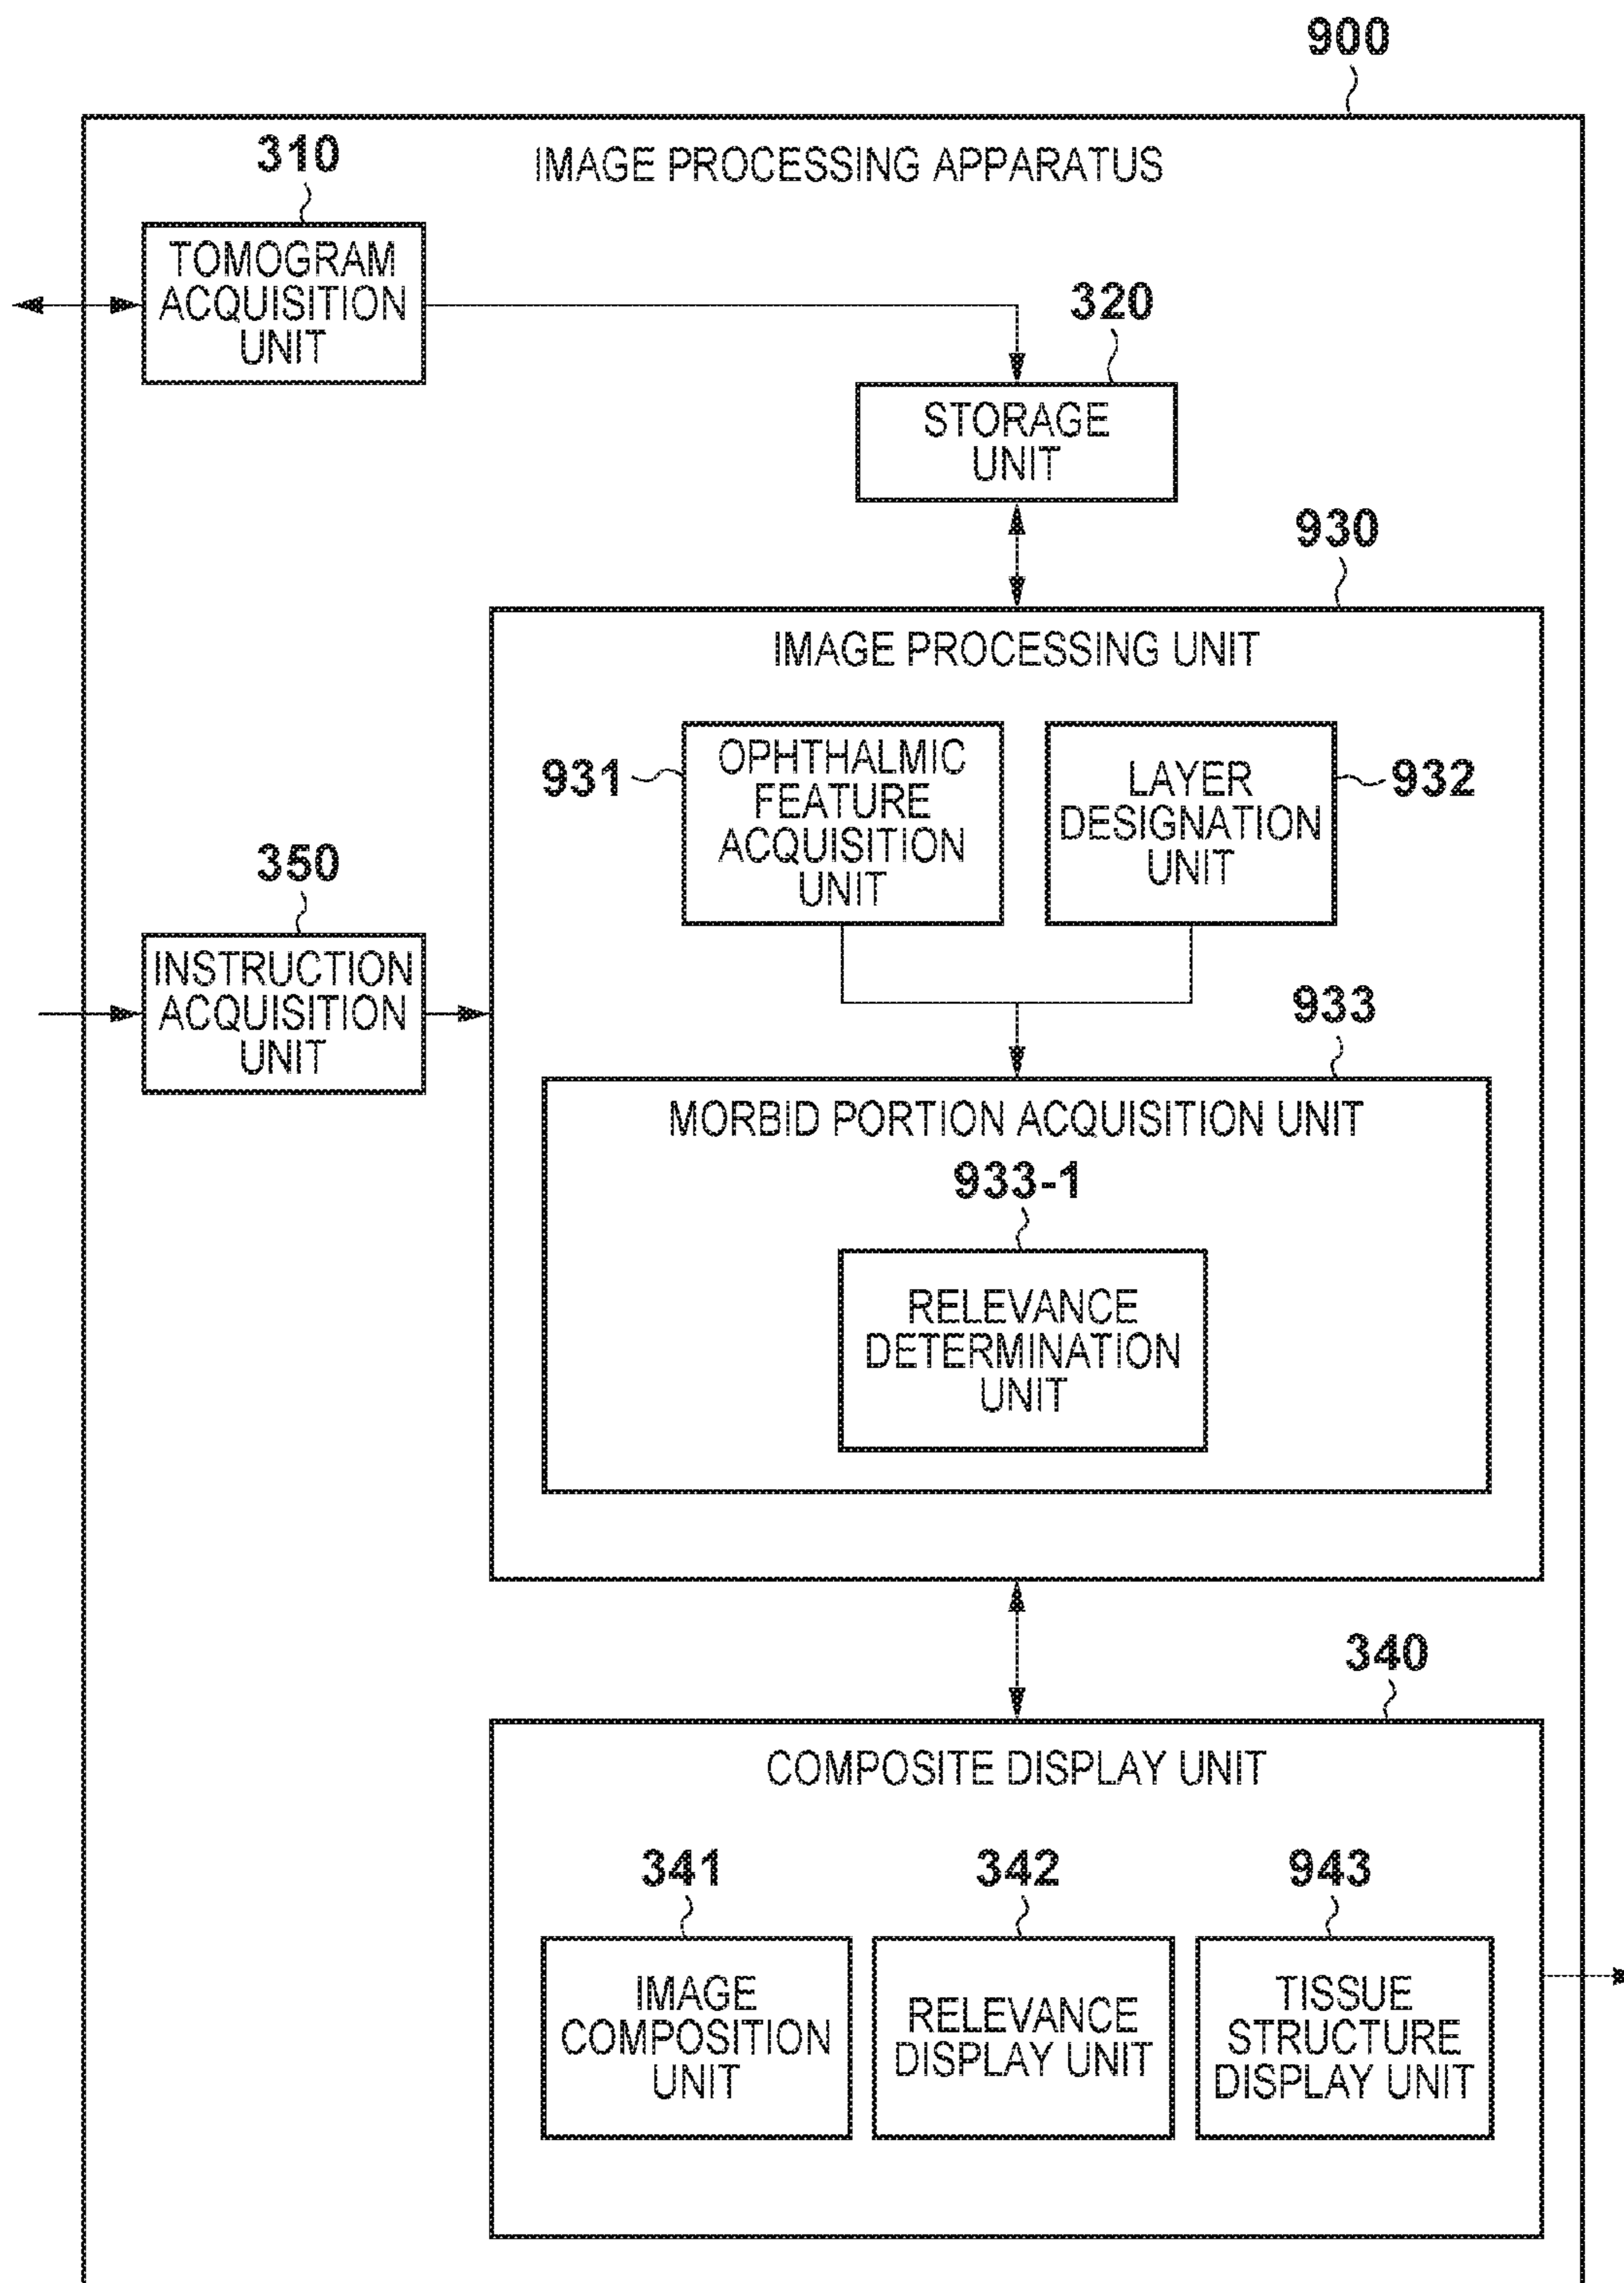 900
IMAGE PROCESSING APPARATUS
310
TOMOGRAM
ACQUISITION
UNIT
320
STORAGE
UNIT
930
IMAGE PROCESSING UNIT
931
OPHTHALMIC
FEATURE
ACQUISITION
UNIT
LAYER
DESIGNATION
UNIT
932
350
INSTRUCTION
ACQUISITION
UNIT
933
MORBID PORTION ACQUISITION UNIT
933-1
RELEVANCE
DETERMINATION
UNIT
340
COMPOSITE DISPLAY UNIT
341
IMAGE
COMPOSITION
UNIT
342
RELEVANCE
DISPLAY UNIT
943
TISSUE
STRUCTURE
DISPLAY UNIT